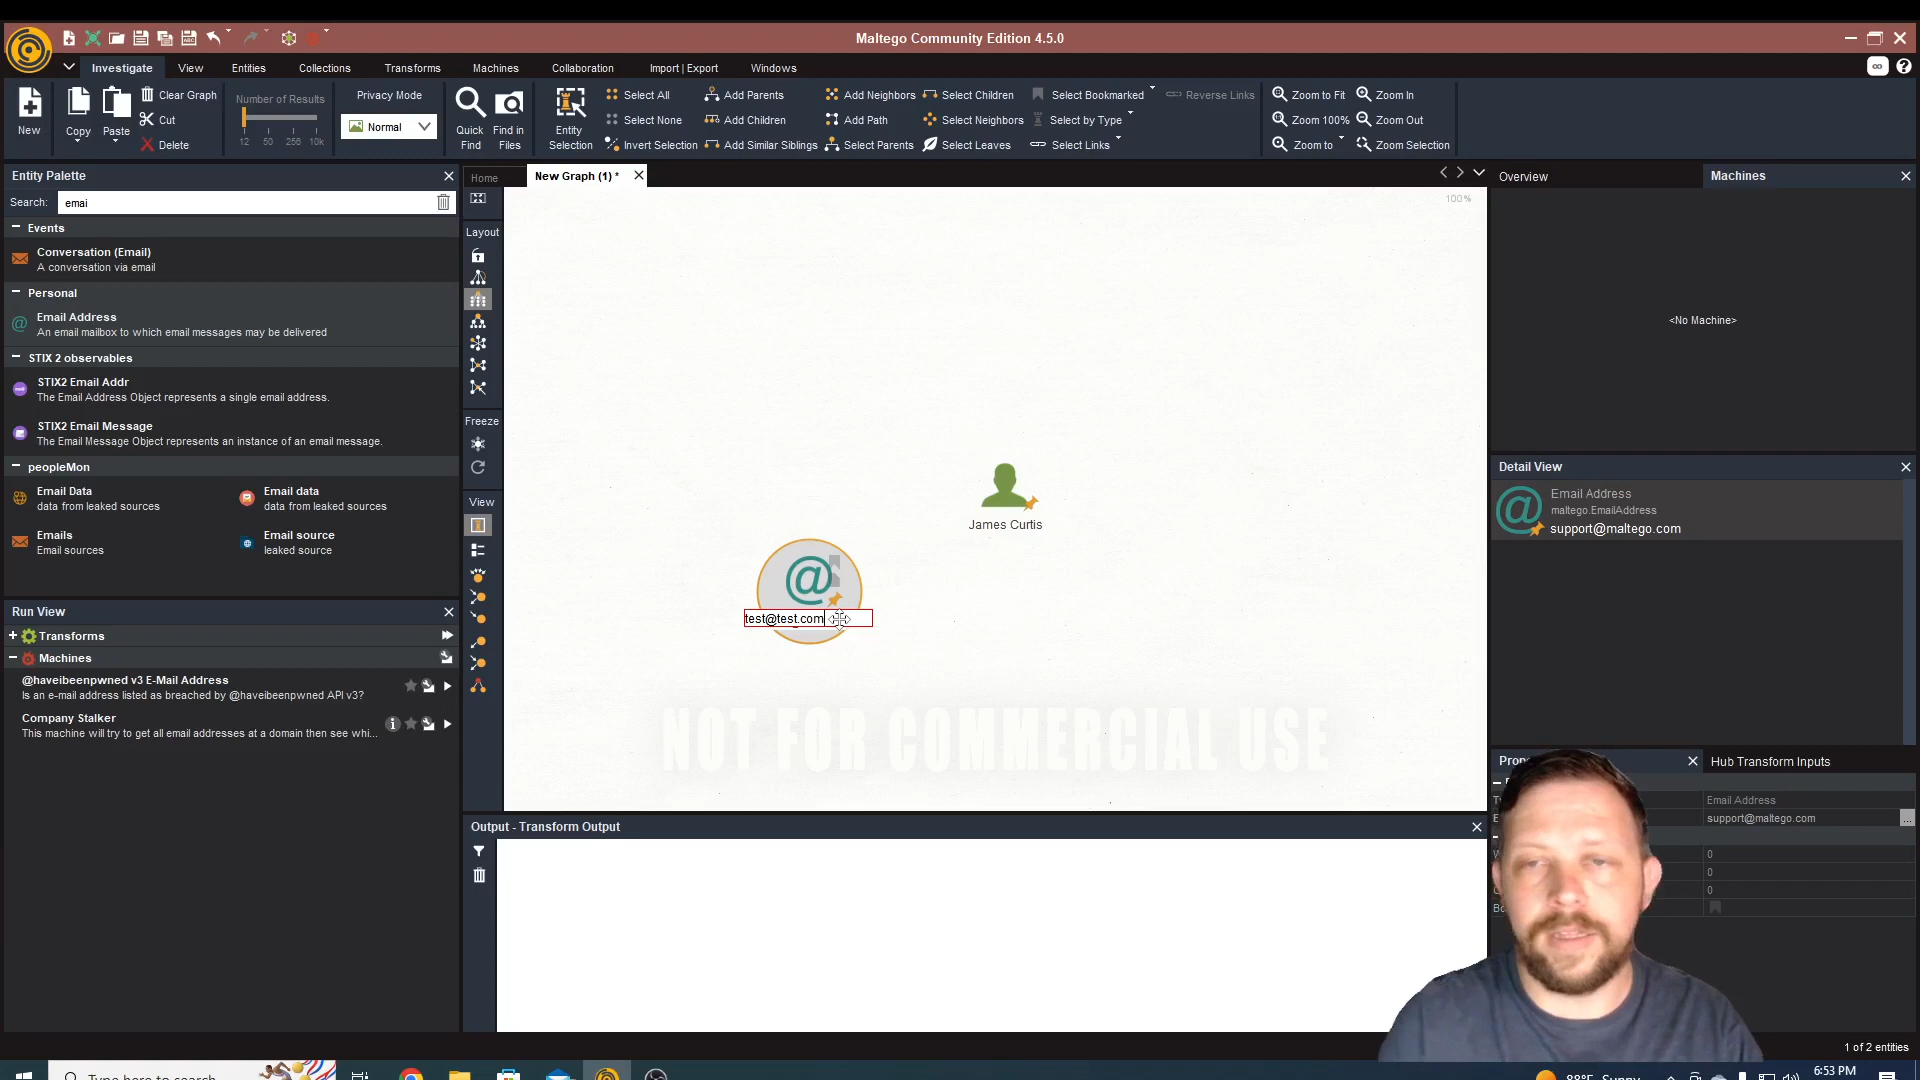 Maltego Community Edition 4.5.0
Investigate View Entities Collections Transforms Machines Collaboration Import | Export Windows
New
Copy
Paste
Clear Graph
Cut
Delete
Number of Results
12 50 256 10k
Privacy Mode
Normal
Quick Find
Find in Files
Entity Selection
Select All
Select None
Invert Selection
Add Parents
Add Children
Add Similar Siblings
Add Neighbors
Add Path
Select Parents
Select Children
Select Neighbors
Select Leaves
Select Bookmarked
Select by Type
Select Links
Reverse Links
Zoom to Fit
Zoom 100%
Zoom to
Zoom In
Zoom Out
Zoom Selection
Entity Palette
Search: emai
Events
Conversation (Email)
A conversation via email
Personal
Email Address
An email mailbox to which email messages may be delivered
STIX 2 observables
STIX2 Email Addr
The Email Address Object represents a single email address.
STIX2 Email Message
The Email Message Object represents an instance of an email message.
peopleMon
Email Data
data from leaked sources
Email data
data from leaked sources
Emails
Email sources
Email source
leaked source
Run View
Transforms
Machines
@haveibeenpwned v3 E-Mail Address
Is an e-mail address listed as breached by @haveibeenpwned API v3?
Company Stalker
This machine will try to get all email addresses at a domain then see whi...
Home
New Graph (1) *
Layout
Freeze
View
100%
James Curtis
test@test.com
NOT FOR COMMERCIAL USE
Output - Transform Output
Overview
Machines
<No Machine>
Detail View
Email Address
maltego.EmailAddress
support@maltego.com
Hub Transform Inputs
Email Address
support@maltego.com
...
0
0
0
1 of 2 entities
Type here to search
88°F Sunny
6:53 PM